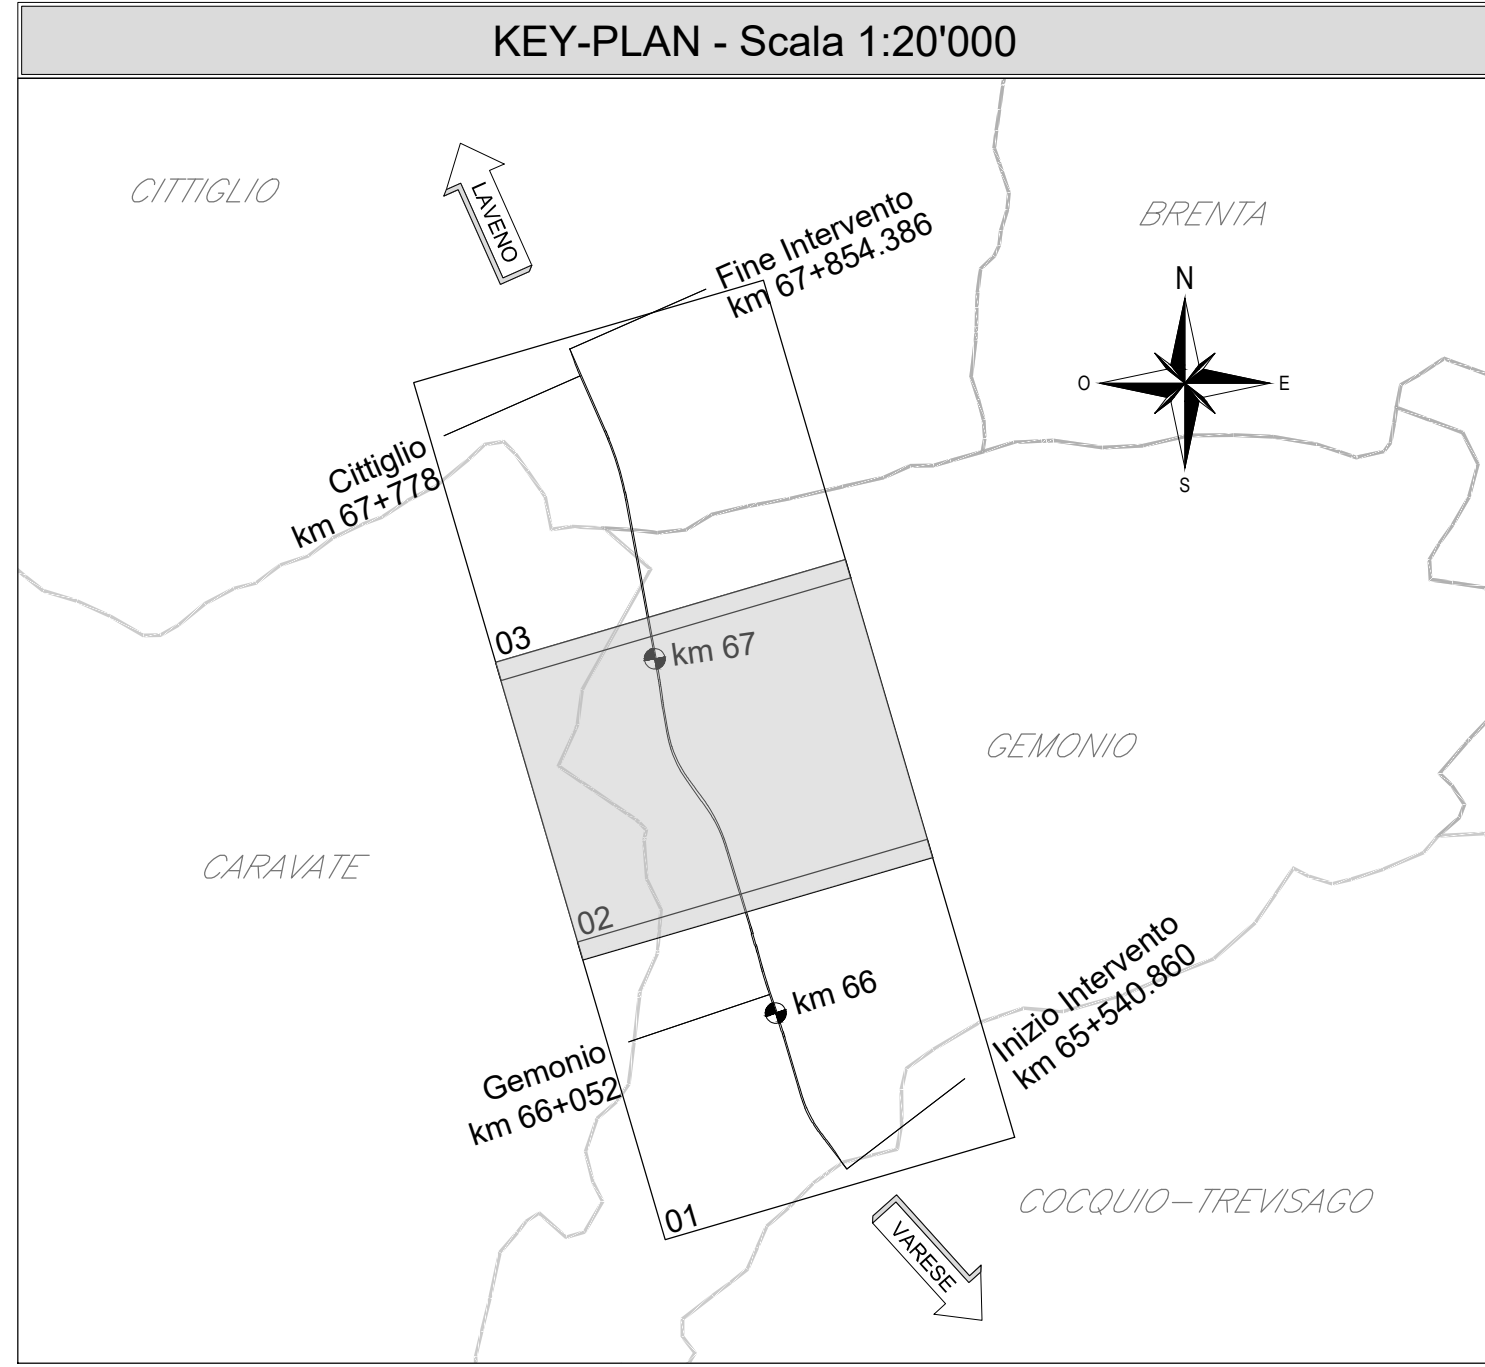 KEY-PLAN - Scala 1:20'000
CITTIGLIO
LAVENO
BRENTA
Fine Intervento
km 67+854.386
N
O
E
S
Cittiglio
km 67+778
03
km 67
GEMONIO
CARAVATE
02
km 66
Inizio Intervento
km 65+540.860
Gemonio
km 66+052
01
COCQUIO-TREVISAGO
VARESE